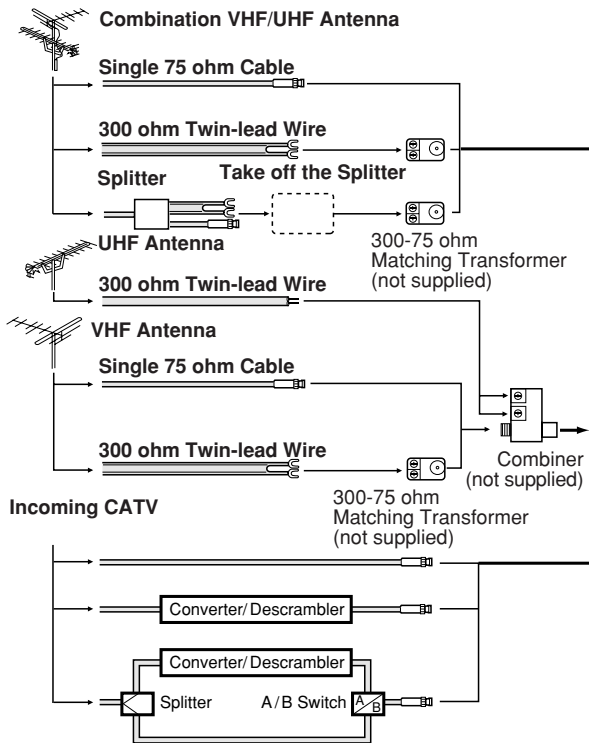 Combination VHF/UHF Antenna
Single 75 ohm Cable
300 ohm Twin-lead Wire
Splitter
Take off the Splitter
300-75 ohm
Matching Transformer
(not supplied)
UHF Antenna
300 ohm Twin-lead Wire
VHF Antenna
Single 75 ohm Cable
300 ohm Twin-lead Wire
Combiner
(not supplied)
300-75 ohm
Matching Transformer
(not supplied)
Incoming CATV
Converter/Descrambler
Converter/Descrambler
Splitter
A/B Switch
A
B